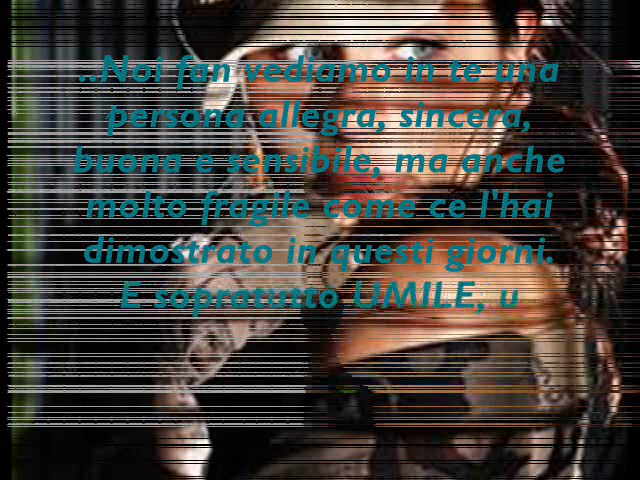 ..Noi fan vediamo in te una
persona allegra, sincera,
buona e sensibile, ma anche
molto fragile come ce l'hai
dimostrato in questi giorni.
E sopratutto UMILE, u